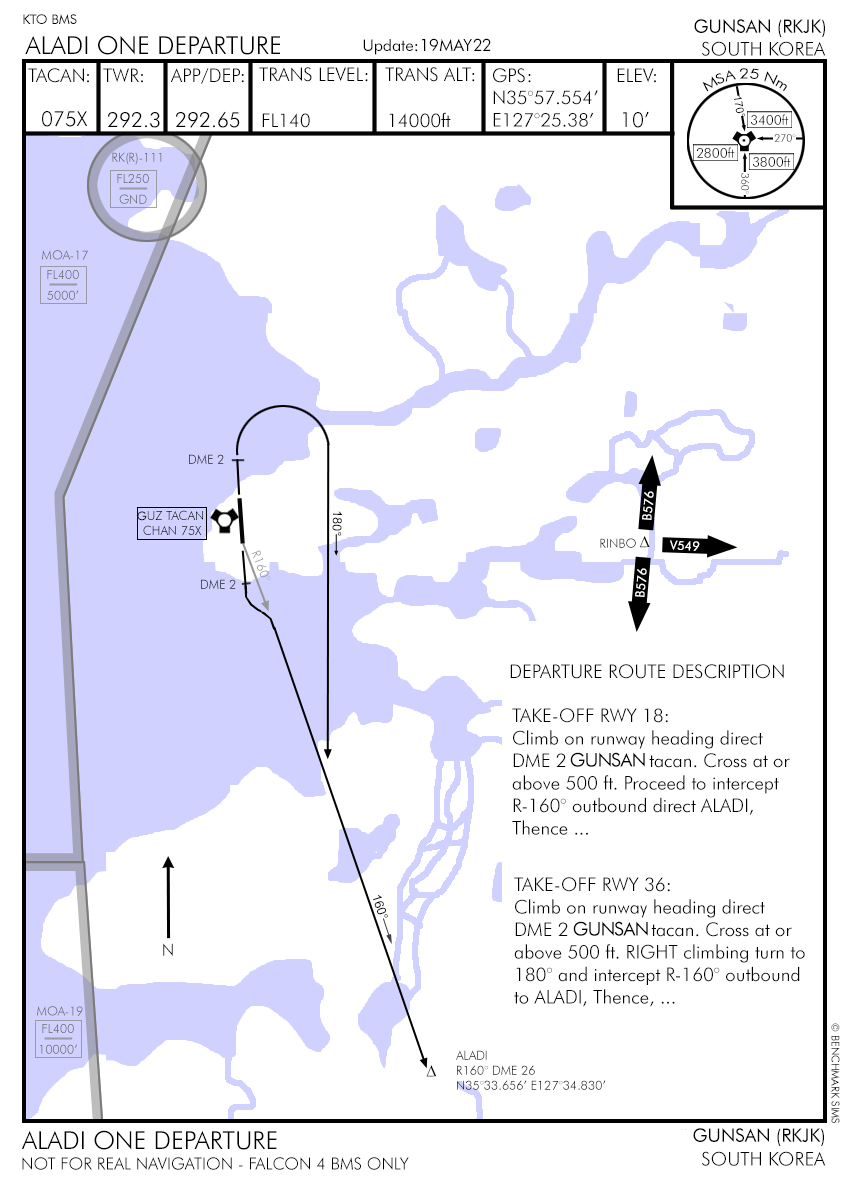 KTO BMS
ALADI ONE DEPARTURE
Update:19MAY22
GUNSAN (RKJK)
SOUTH KOREA
TACAN:
075X
TWR:
292.3
APP/DEP:
292.65
TRANS LEVEL:
FL140
TRANS ALT:
14000ft
GPS:
N35°57.554′
E127°25.38′
ELEV:
10′
MSA 25 Nm
170°
3400ft
270°
2800ft
3800ft
360°
RK(R)-111
FL250
GND
MOA-17
FL400
5000′
DME 2
GUZ TACAN
CHAN 75X
180°
R160°
DME 2
B576
RINBO
V549
B576
DEPARTURE ROUTE DESCRIPTION
TAKE-OFF RWY 18:
Climb on runway heading direct
DME 2 GUNSAN tacan. Cross at or
above 500 ft. Proceed to intercept
R-160° outbound direct ALADI,
Thence ...
TAKE-OFF RWY 36:
Climb on runway heading direct
DME 2 GUNSAN tacan. Cross at or
above 500 ft. RIGHT climbing turn to
180° and intercept R-160° outbound
to ALADI, Thence, ...
160°
N
MOA-19
FL400
10000′
ALADI
R160° DME 26
N35°33.656′ E127°34.830′
© BENCHMARK SIMS
ALADI ONE DEPARTURE
NOT FOR REAL NAVIGATION - FALCON 4 BMS ONLY
GUNSAN (RKJK)
SOUTH KOREA